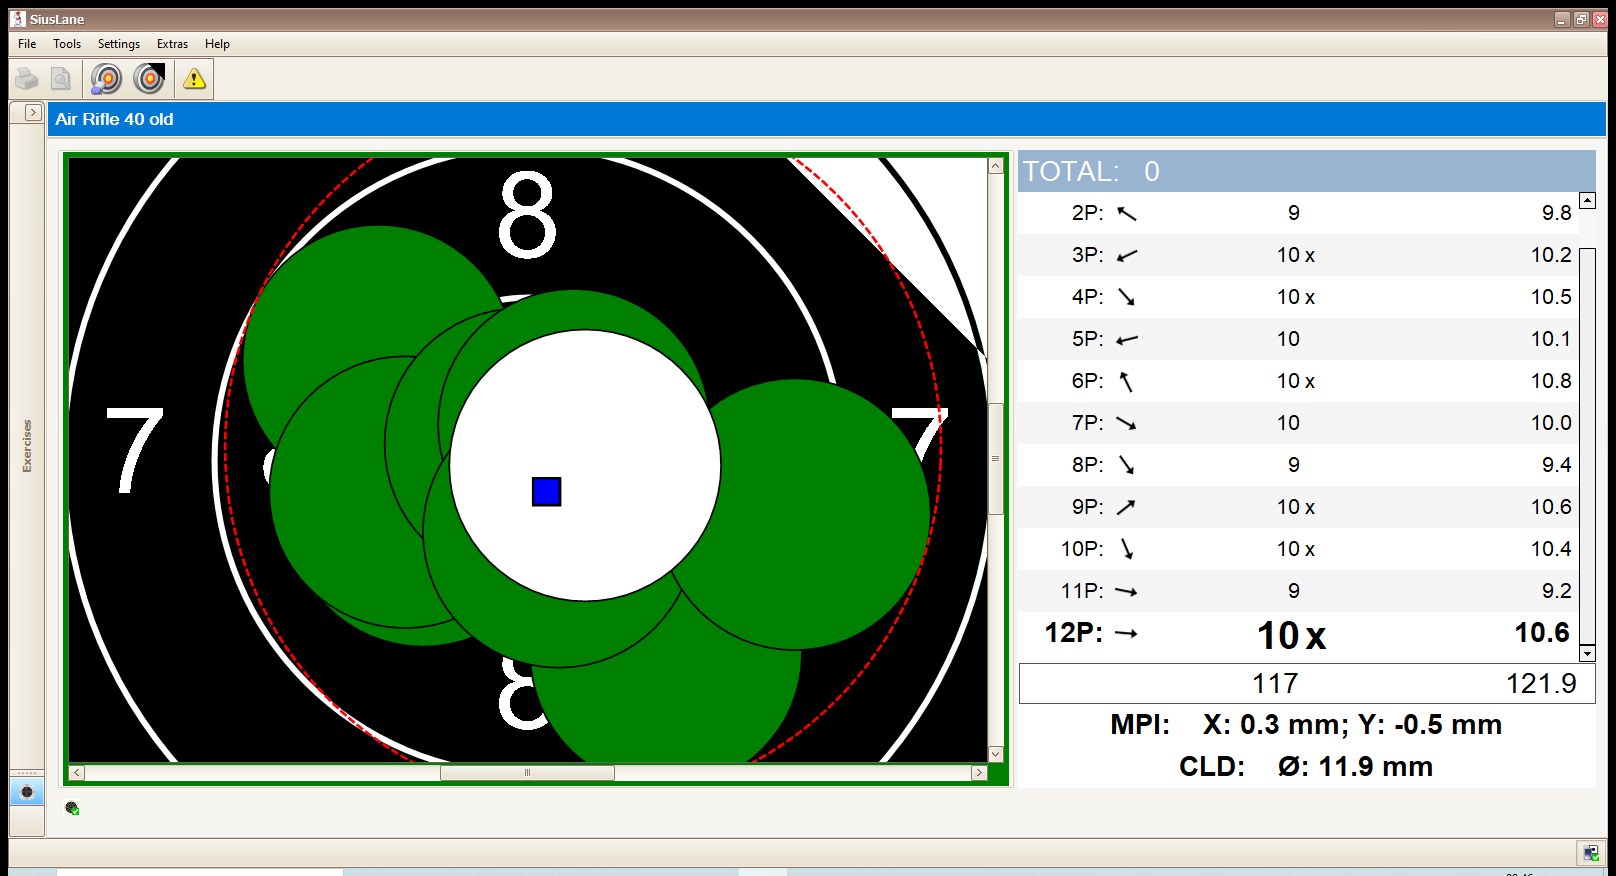 SiusLane
File Tools Settings Extras Help
Air Rifle 40 old
Exercises
8
7
7
8
TOTAL: 0
2P: 9 9.8
3P: 10 x 10.2
4P: 10 x 10.5
5P: 10 10.1
6P: 10 x 10.8
7P: 10 10.0
8P: 9 9.4
9P: 10 x 10.6
10P: 10 x 10.4
11P: 9 9.2
12P: 10 x 10.6
117 121.9
MPI: X: 0.3 mm; Y: -0.5 mm
CLD: Ø: 11.9 mm